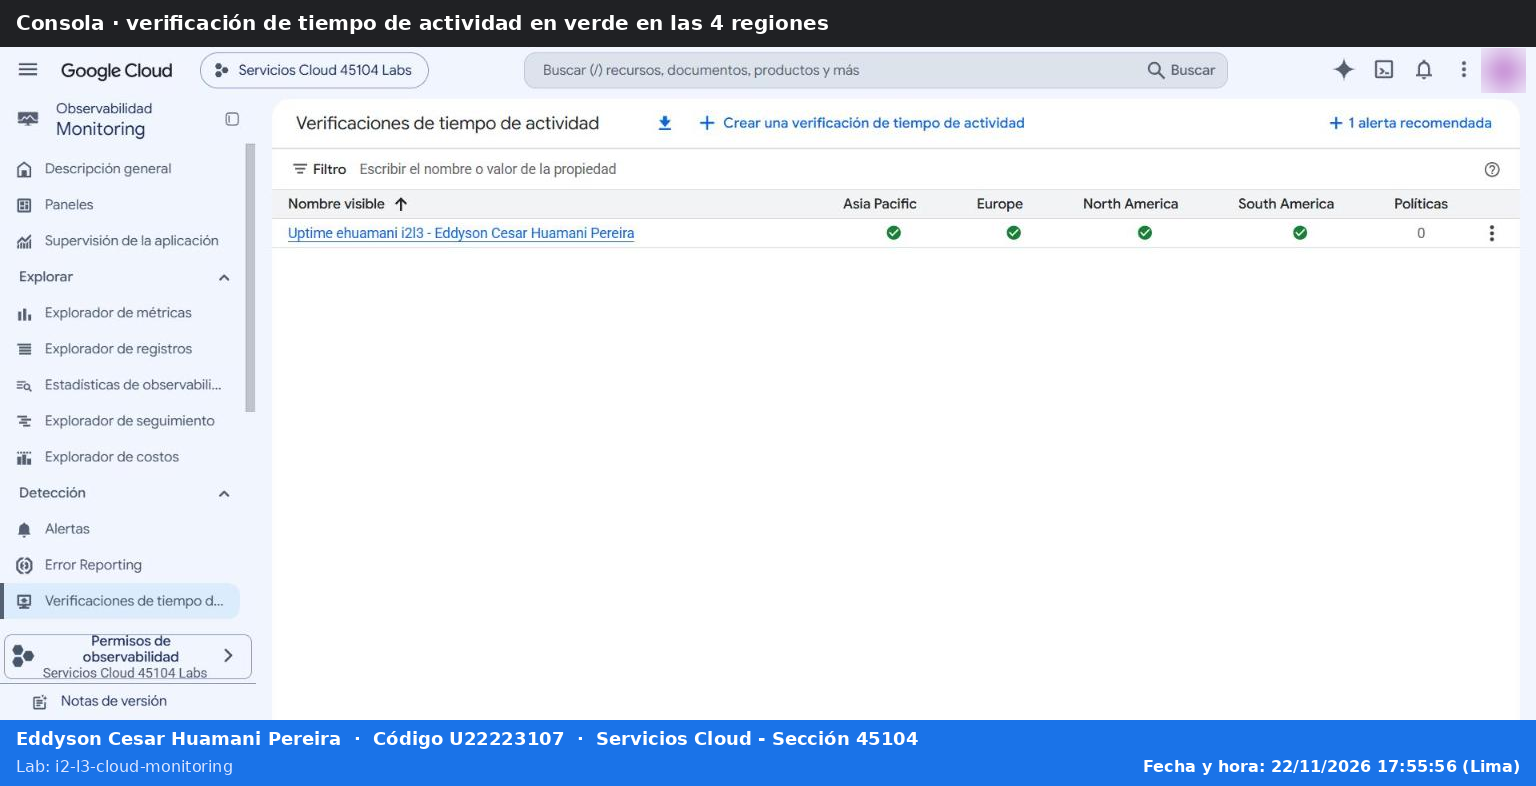 Consola · verificación de tiempo de actividad en verde en las 4 regiones
Google Cloud
Servicios Cloud 45104 Labs
Buscar (/) recursos, documentos, productos y más
Buscar
Observabilidad
Monitoring
Descripción general
Paneles
Supervisión de la aplicación
Explorar
Explorador de métricas
Explorador de registros
Estadísticas de observabili...
Explorador de seguimiento
Explorador de costos
Detección
Alertas
Error Reporting
Verificaciones de tiempo d...
Permisos de
observabilidad
Servicios Cloud 45104 Labs
Notas de versión
Verificaciones de tiempo de actividad
Crear una verificación de tiempo de actividad
1 alerta recomendada
Filtro Escribir el nombre o valor de la propiedad
Nombre visible Asia Pacific Europe North America South America Políticas
Uptime ehuamani i2l3 - Eddyson Cesar Huamani Pereira 0
Eddyson Cesar Huamani Pereira · Código U22223107 · Servicios Cloud - Sección 45104
Lab: i2-l3-cloud-monitoring
Fecha y hora: 22/11/2026 17:55:56 (Lima)